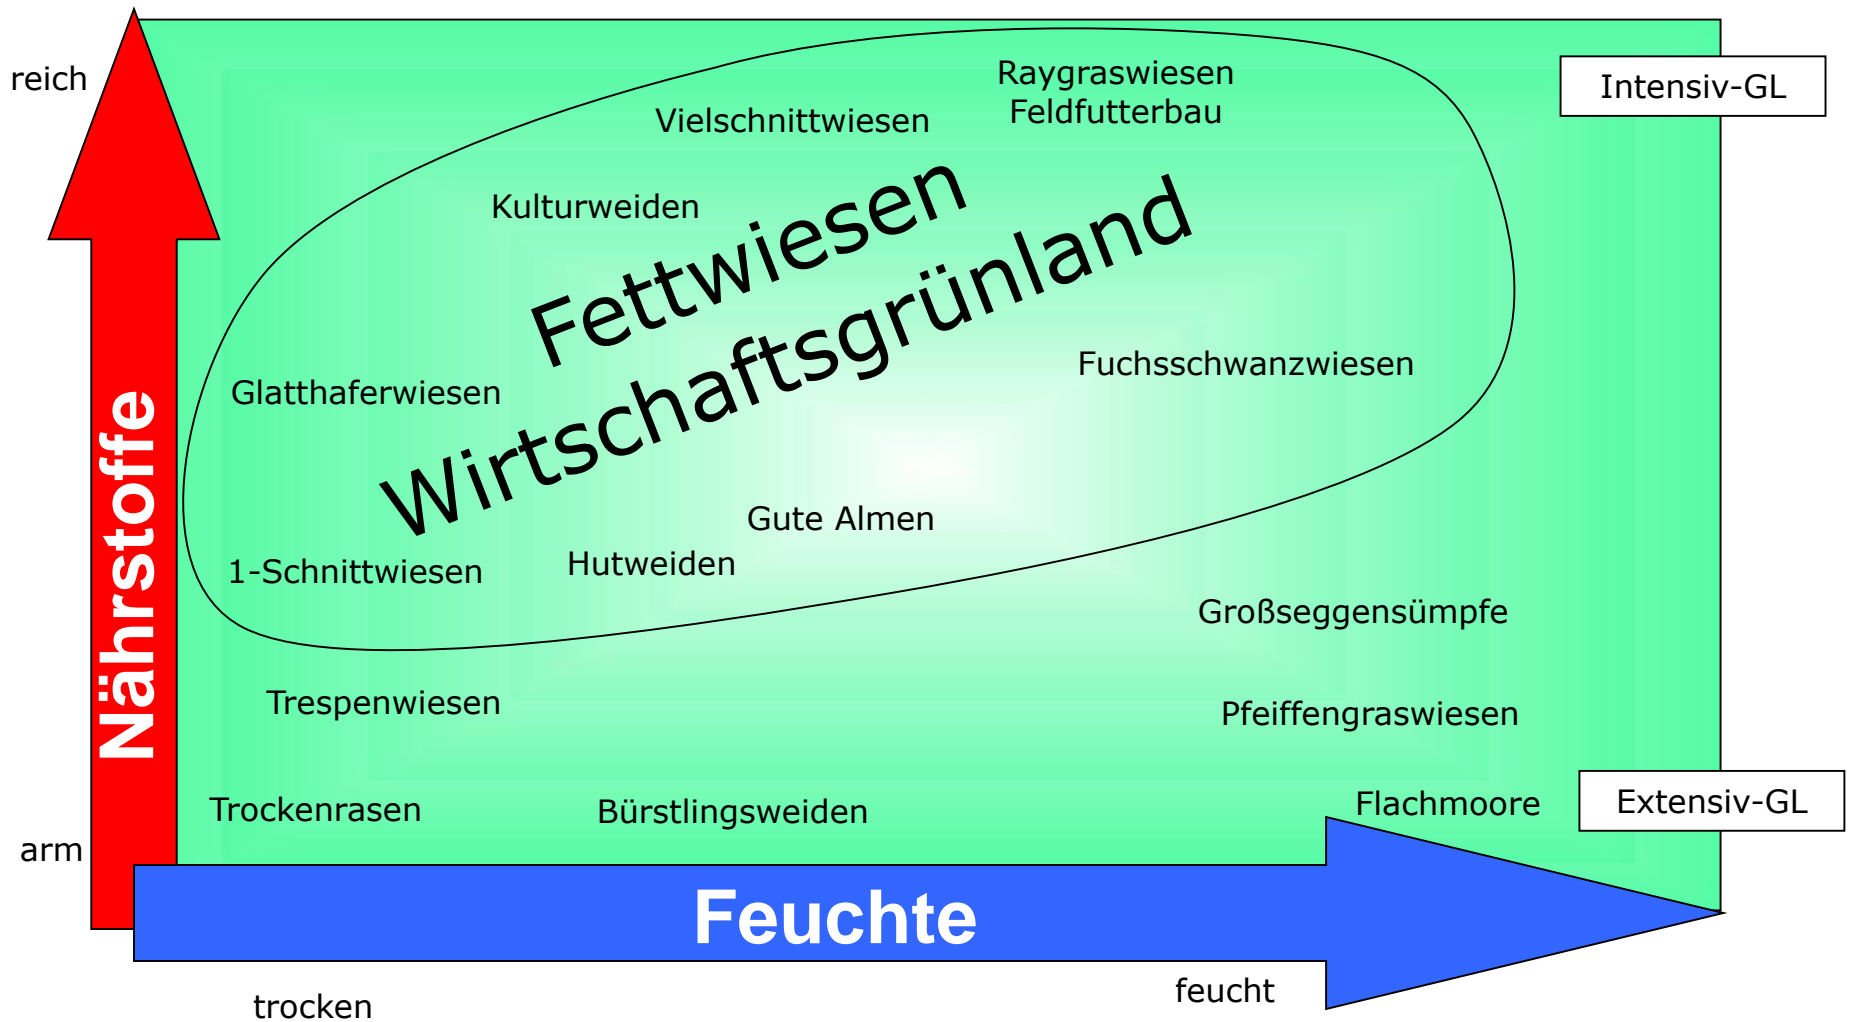 reich
Raygraswiesen
Feldfutterbau
Intensiv-GL
Vielschnittwiesen
Kulturweiden
Fettwiesen
Wirtschaftsgrünland
Fuchsschwanzwiesen
Glatthaferwiesen
Gute Almen
Hutweiden
1-Schnittwiesen
Nährstoffe
Großseggensümpfe
Trespenwiesen
Pfeiffengraswiesen
Trockenrasen
Bürstlingsweiden
Flachmoore
Extensiv-GL
arm
Feuchte
feucht
trocken